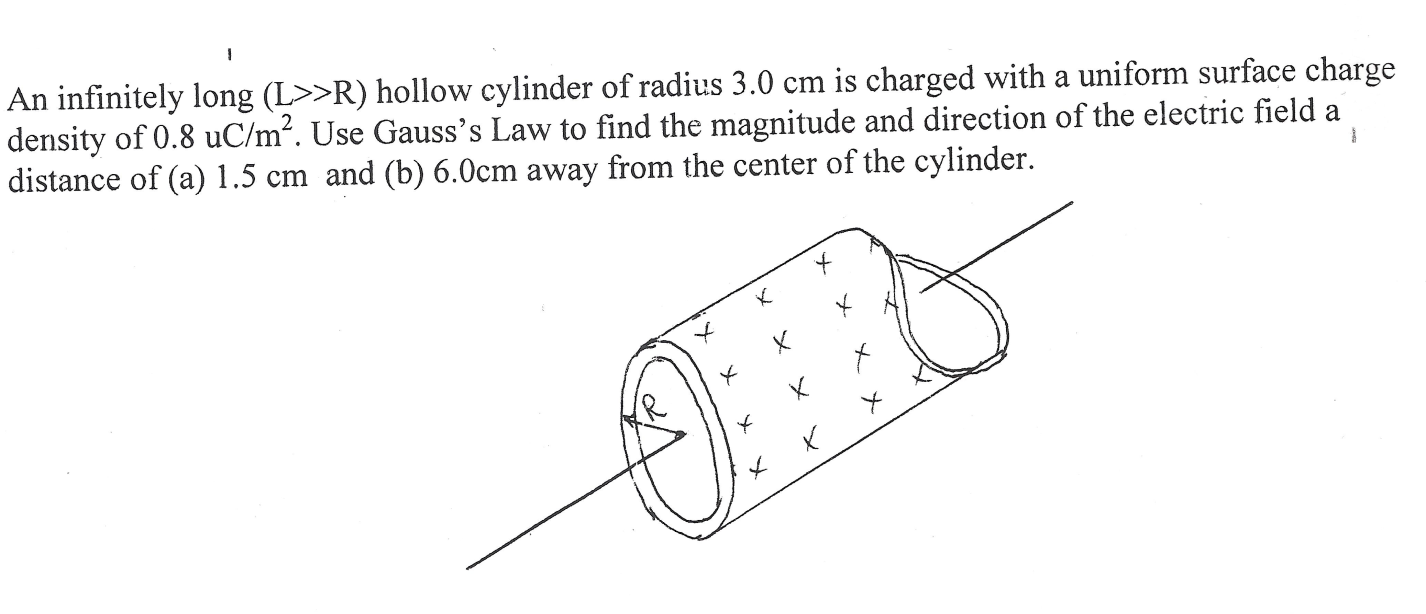 An infinitely long (L>>R) hollow cylinder of radius 3.0 cm is charged with a uniform surface charge
density of 0.8 uC/m². Use Gauss's Law to find the magnitude and direction of the electric field a
distance of (a) 1.5 cm and (b) 6.0cm away from the center of the cylinder.
+ + + + + + + + + + + + + + + + +
R